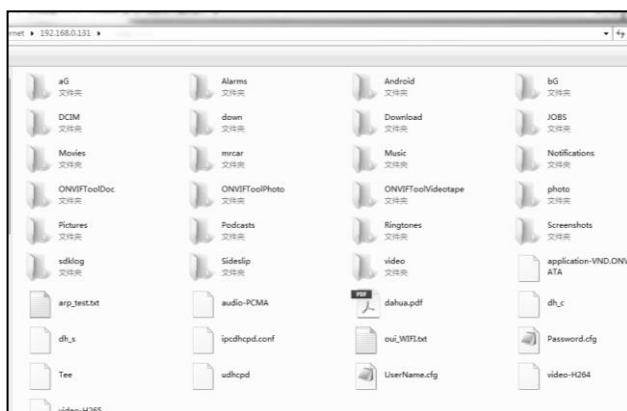 rnet ▸ 192.168.0.131 ▸
aG Alarms Android bG
文件夹 文件夹 文件夹 文件夹
DCIM down Download JOBS
文件夹 文件夹 文件夹 文件夹
Movies mrcar Music Notifications
文件夹 文件夹 文件夹 文件夹
ONVIFToolDoc ONVIFToolPhoto ONVIFToolVideotape photo
文件夹 文件夹 文件夹 文件夹
Pictures Podcasts Ringtones Screenshots
文件夹 文件夹 文件夹 文件夹
sdklog Sideslip video application-VND.ONV
文件夹 文件夹 文件夹 ATA
arp_test.txt audio-PCMA PDF dahua.pdf dh_c
dh_s ipcdhcpd.conf oui_WIFI.txt Password.cfg
Tee udhcpd UserName.cfg video-H264
video-H265